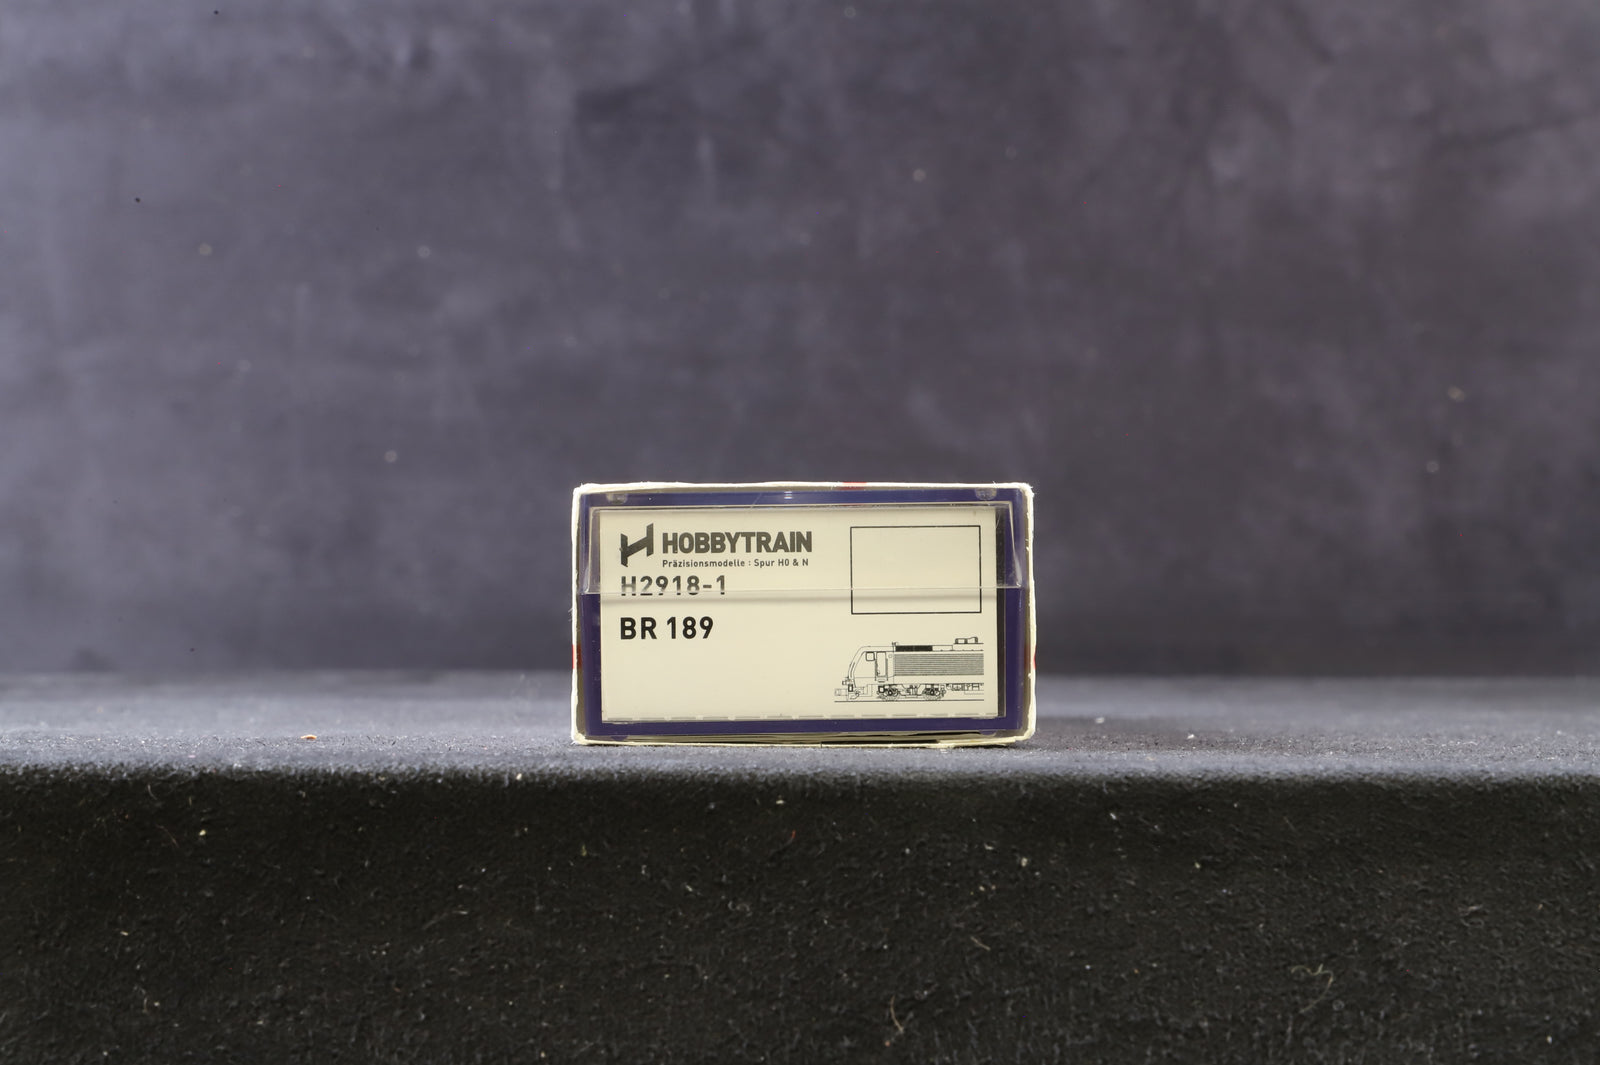 HOBBYTRAIN
Präzisionsmodelle : Spur H0 & N
H2918-1
BR 189